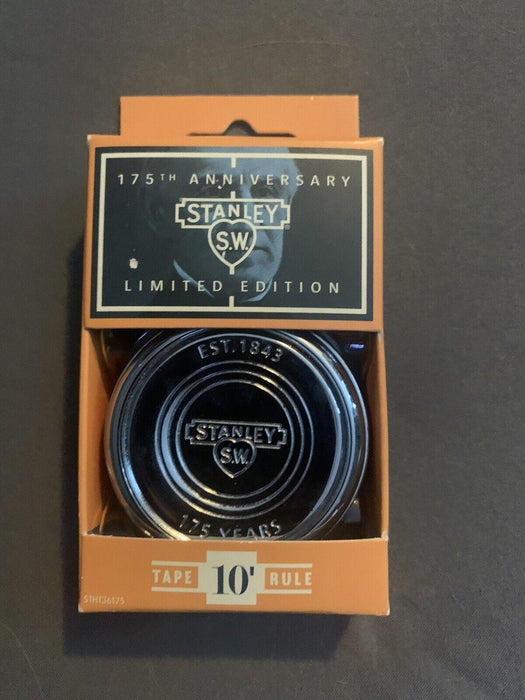 175TH ANNIVERSARY
STANLEY®
S.W.
LIMITED EDITION
EST. 1843
STANLEY
S.W.
175 YEARS
TAPE 10' RULE
STHT36175